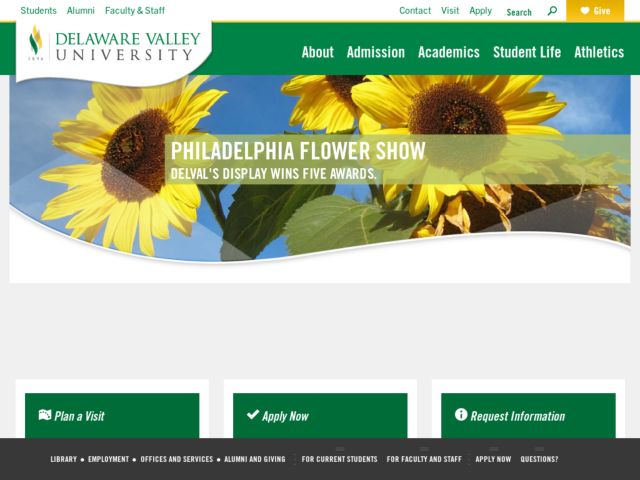 Students Alumni Faculty & Staff Contact Visit Apply Search Give
DELAWARE VALLEY
1896 UNIVERSITY
About Admission Academics Student Life Athletics
PHILADELPHIA FLOWER SHOW
DELVAL'S DISPLAY WINS FIVE AWARDS.
Plan a Visit Apply Now Request Information
LIBRARY • EMPLOYMENT • OFFICES AND SERVICES • ALUMNI AND GIVING FOR CURRENT STUDENTS FOR FACULTY AND STAFF APPLY NOW QUESTIONS?